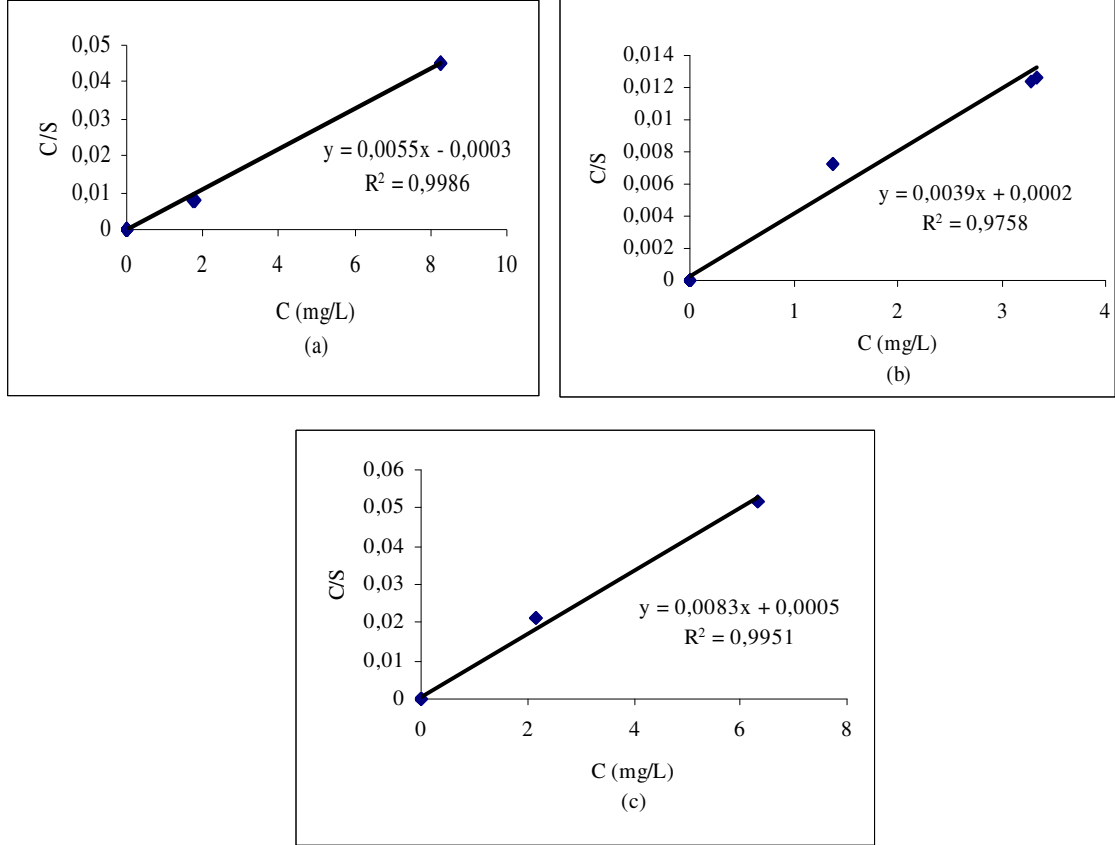 0,05
0,04
0,03
0,02
0,01
0
C/S
y = 0,0055x - 0,0003
R² = 0,9986
0 2 4 6 8 10
C (mg/L)
(a)
0,014
0,012
0,01
0,008
0,006
0,004
0,002
0
C/S
y = 0,0039x + 0,0002
R² = 0,9758
0 1 2 3 4
C (mg/L)
(b)
0,06
0,05
0,04
0,03
0,02
0,01
0
C/S
y = 0,0083x + 0,0005
R² = 0,9951
0 2 4 6 8
C (mg/L)
(c)